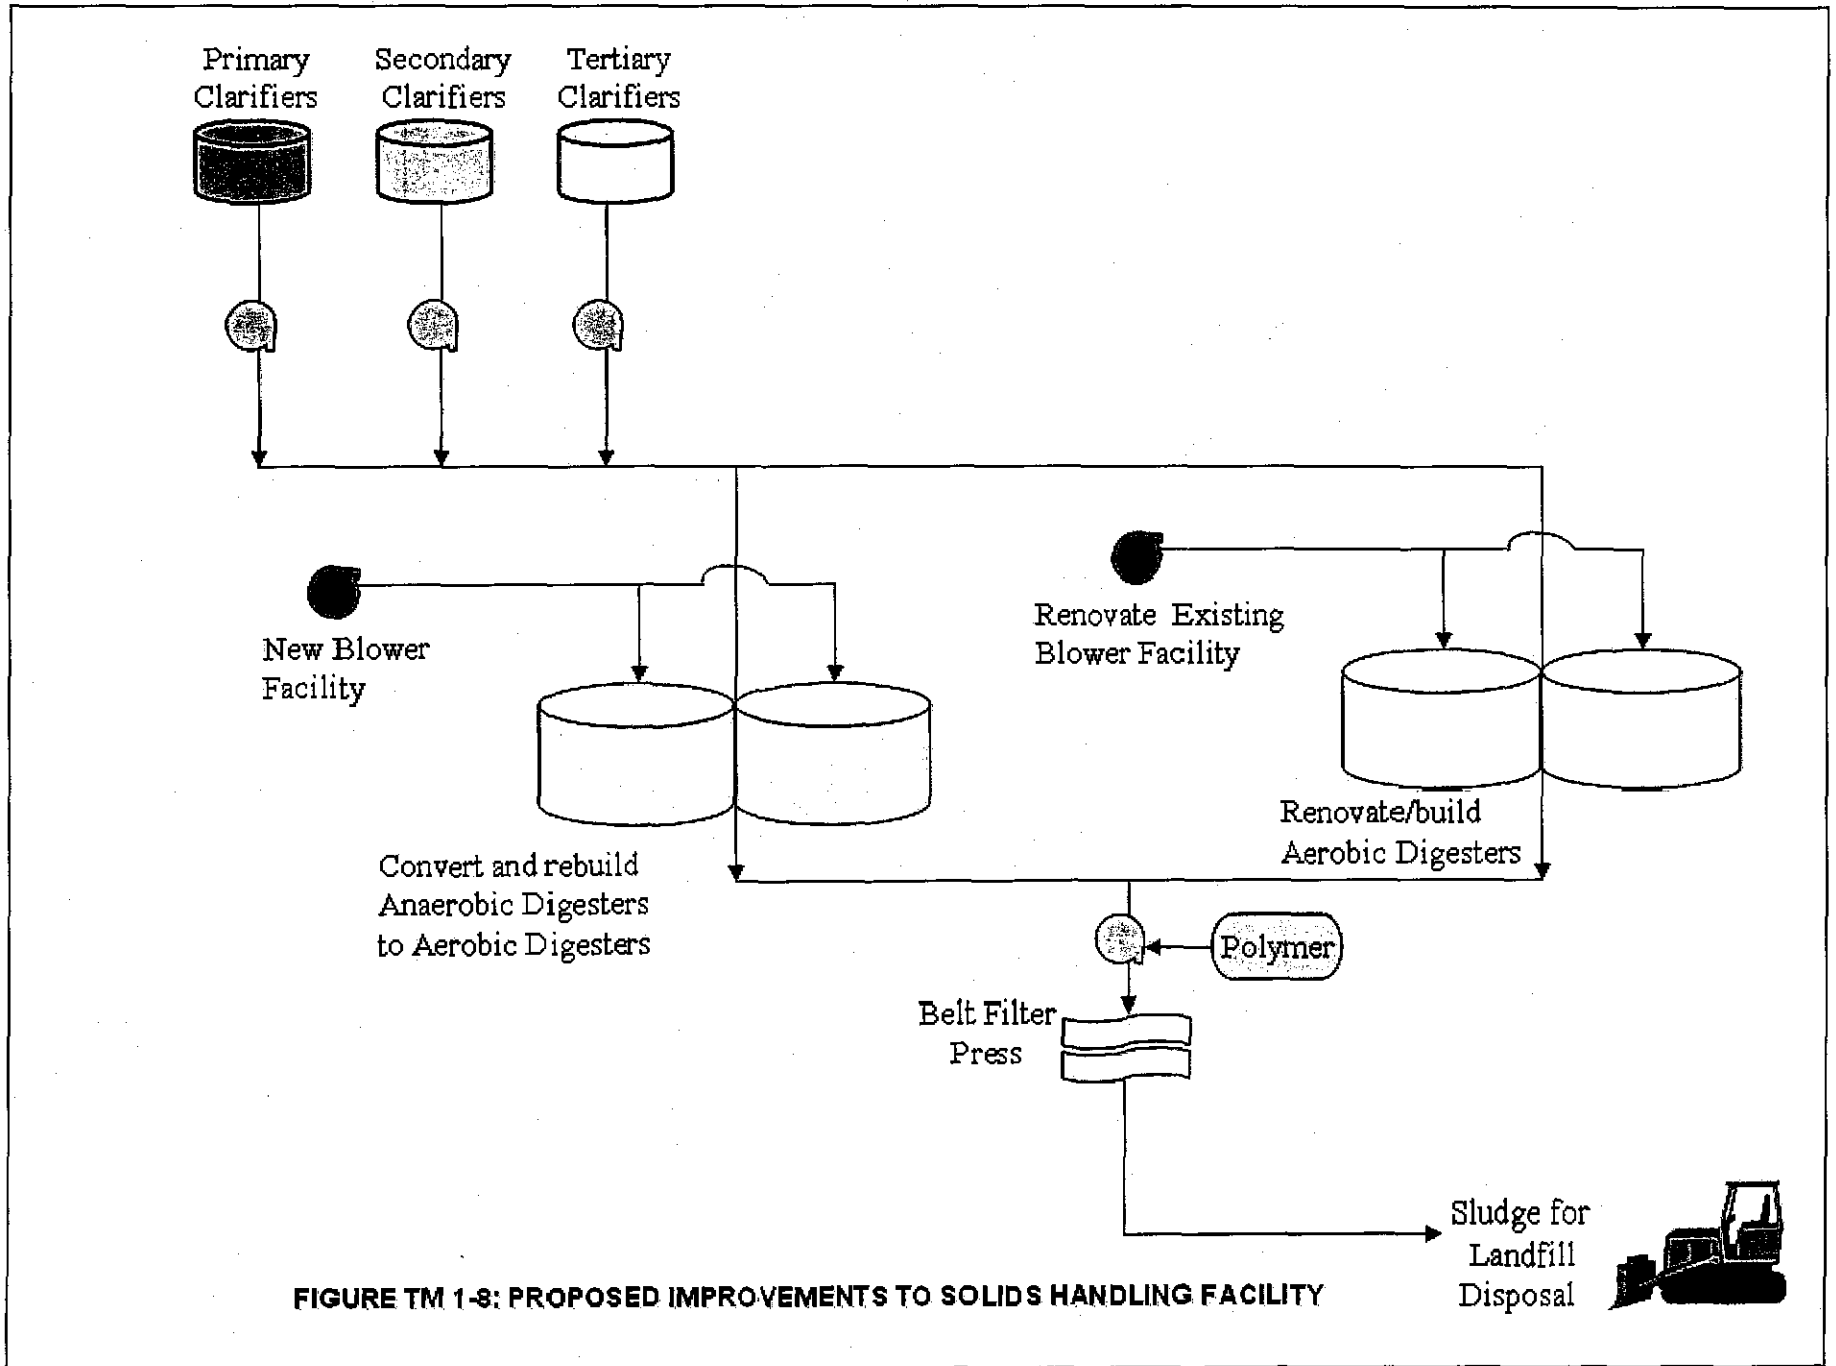 Primary
Clarifiers
Secondary
Clarifiers
Tertiary
Clarifiers
New Blower
Facility
Renovate Existing
Blower Facility
Convert and rebuild
Anaerobic Digesters
to Aerobic Digesters
Renovate/build
Aerobic Digesters
Polymer
Belt Filter
Press
Sludge for
Landfill
Disposal
FIGURE TM 1-8: PROPOSED IMPROVEMENTS TO SOLIDS HANDLING FACILITY